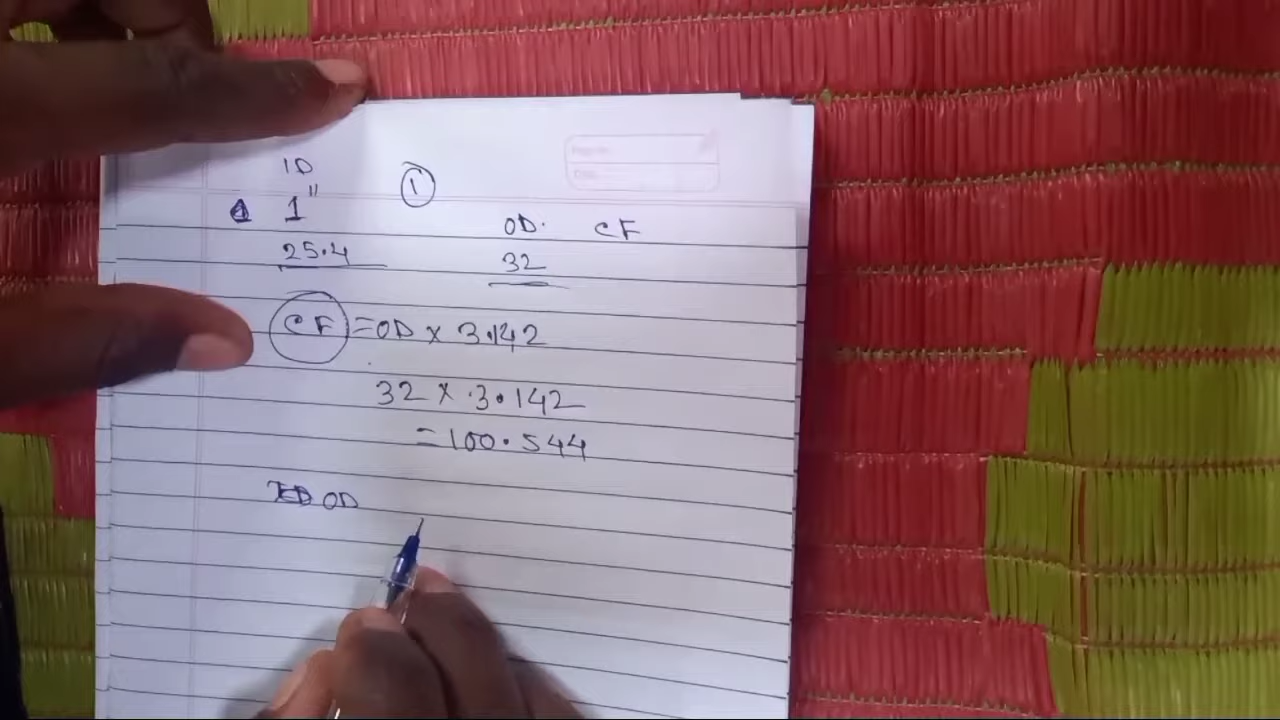 ID
1" ①
OD. CF
25.4 32
CF = OD × 3.142
32 × 3.142
= 100.544
OD